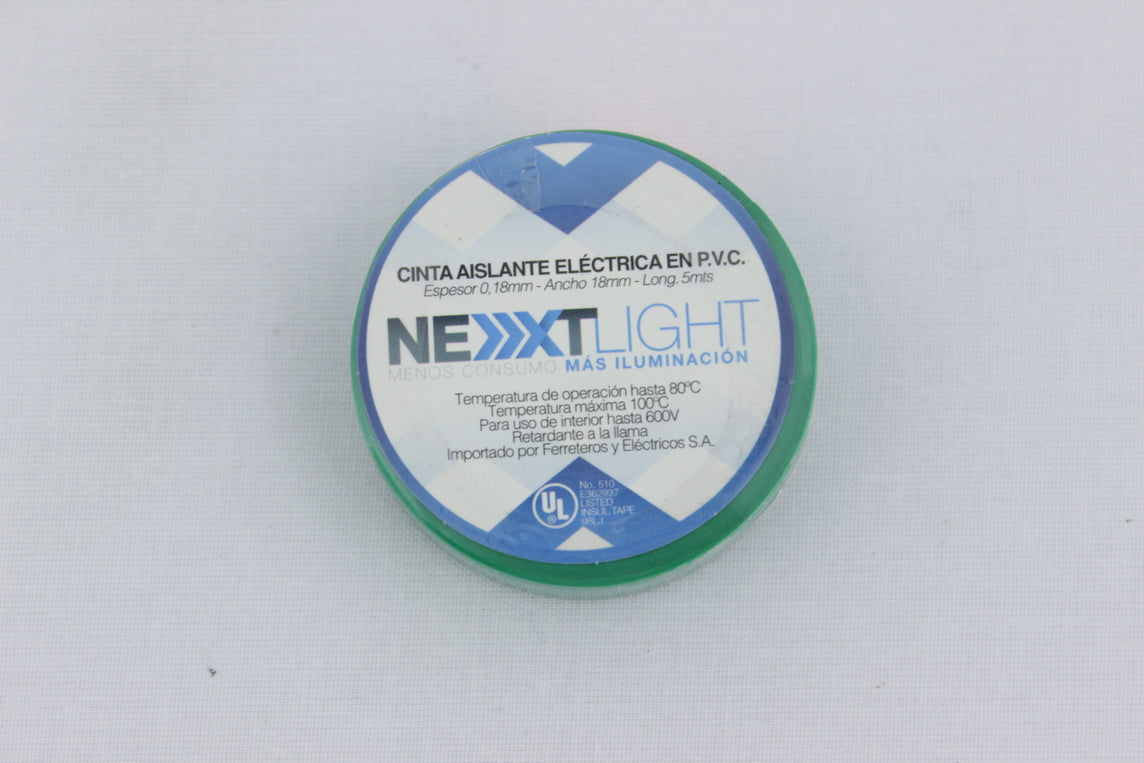 CINTA AISLANTE ELÉCTRICA EN P.V.C.
Espesor 0,18mm - Ancho 18mm - Long. 5mts
NEXTLIGHT
MENOS CONSUMO MÁS ILUMINACIÓN
Temperatura de operación hasta 80ºC
Temperatura máxima 100ºC
Para uso de interior hasta 600V
Retardante a la llama
Importado por Ferreteros y Eléctricos S.A.
UL
®
No. 510
E362937
LISTED
INSUL.TAPE
98LJ